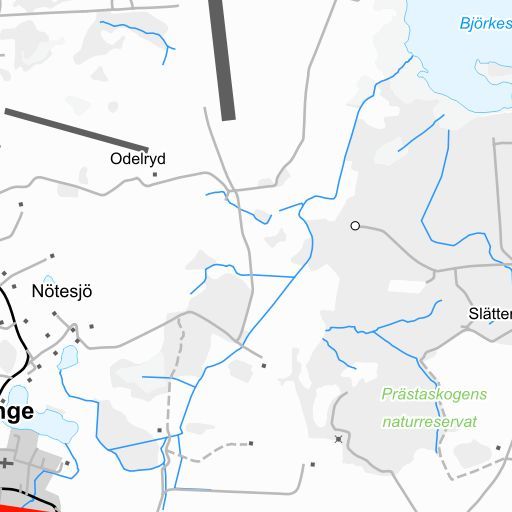 Björkes
Odelryd
Nötesjö
Slätter
Prästaskogens
naturreservat
nge